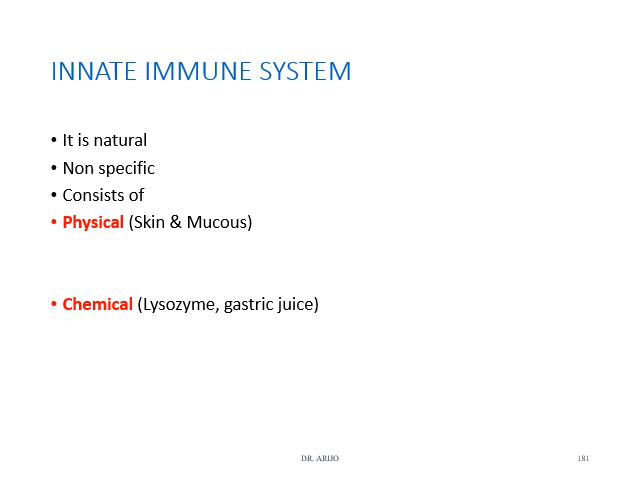 INNATE IMMUNE SYSTEM
• It is natural
• Non specific
• Consists of
• Physical (Skin & Mucous)
• Chemical (Lysozyme, gastric juice)
DR. ARIJO
181